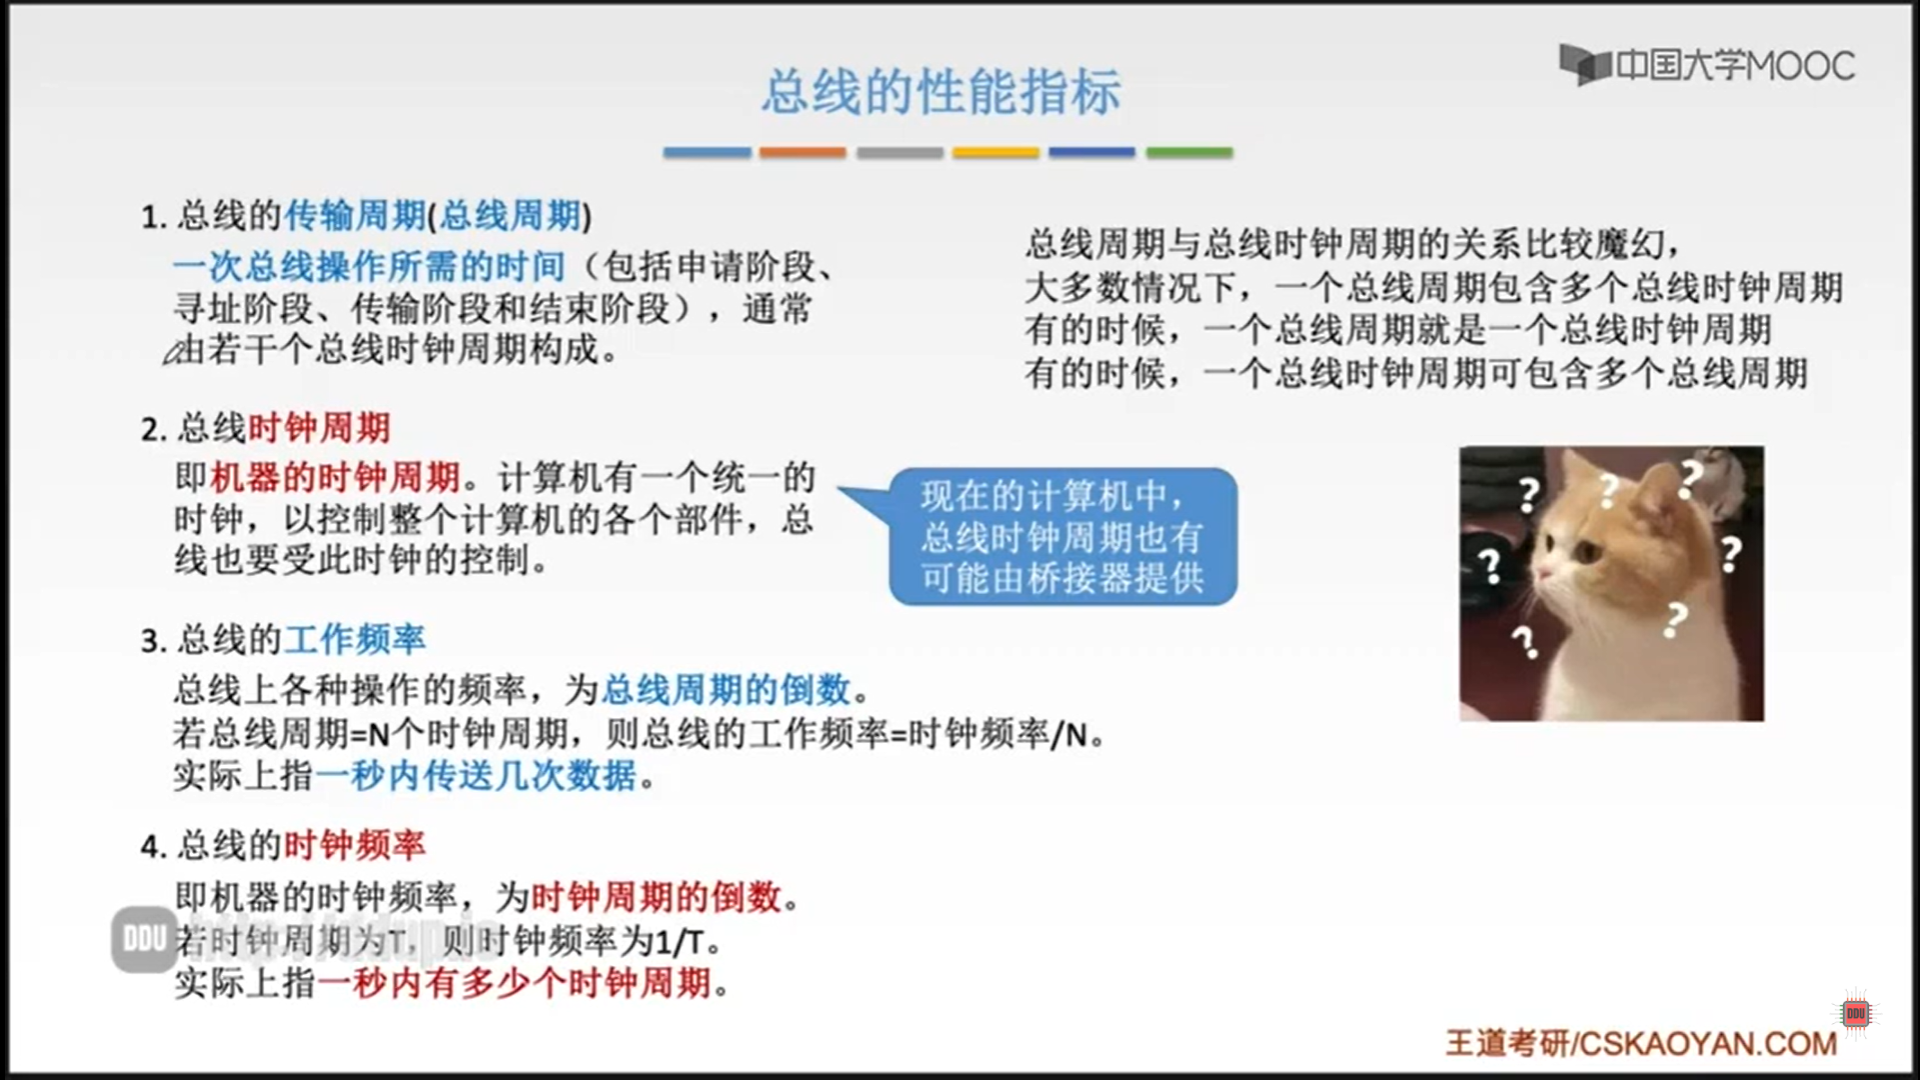 中国大学MOOC
总线的性能指标
1. 总线的传输周期(总线周期)
一次总线操作所需的时间（包括申请阶段、
寻址阶段、传输阶段和结束阶段），通常
由若干个总线时钟周期构成。
总线周期与总线时钟周期的关系比较魔幻，
大多数情况下，一个总线周期包含多个总线时钟周期
有的时候，一个总线周期就是一个总线时钟周期
有的时候，一个总线时钟周期可包含多个总线周期
2. 总线时钟周期
即机器的时钟周期。计算机有一个统一的
时钟，以控制整个计算机的各个部件，总
线也要受此时钟的控制。
现在的计算机中，
总线时钟周期也有
可能由桥接器提供
? ? ? ? ? ? ?
3. 总线的工作频率
总线上各种操作的频率，为总线周期的倒数。
若总线周期=N个时钟周期，则总线的工作频率=时钟频率/N。
实际上指一秒内传送几次数据。
4. 总线的时钟频率
即机器的时钟频率，为时钟周期的倒数。
若时钟周期为T，则时钟频率为1/T。
实际上指一秒内有多少个时钟周期。
DDU
DDU
王道考研/CSKAOYAN.COM